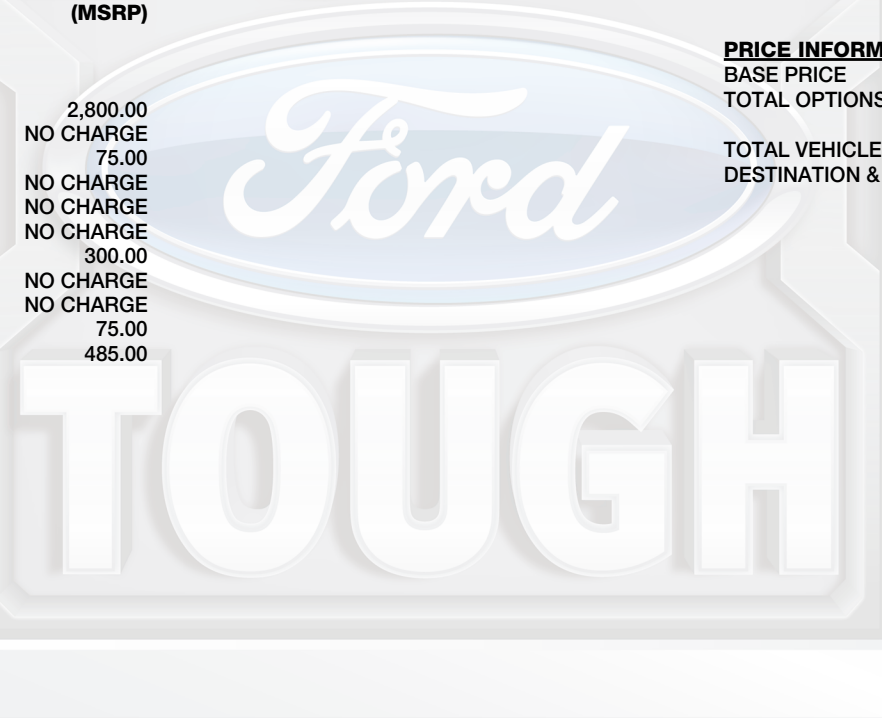 (MSRP)
2,800.00
NO CHARGE
75.00
NO CHARGE
NO CHARGE
NO CHARGE
300.00
NO CHARGE
NO CHARGE
75.00
485.00
PRICE INFORM
BASE PRICE
TOTAL OPTIONS
TOTAL VEHICLE
DESTINATION &
Ford
TOUGH